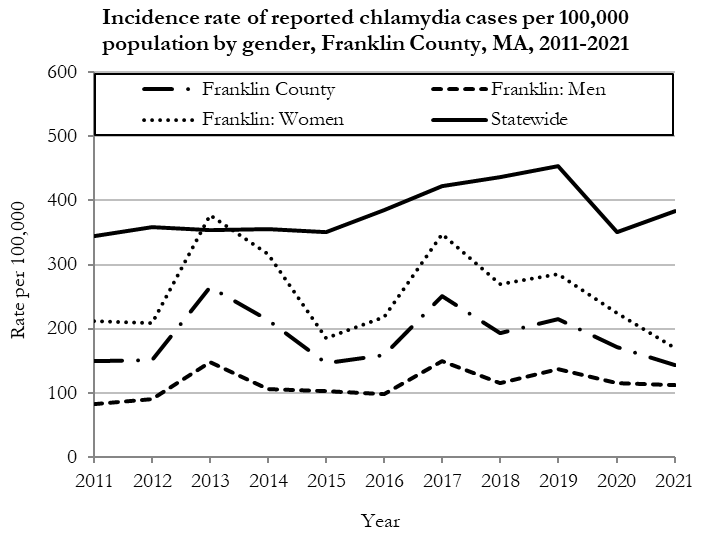 Incidence rate of reported chlamydia cases per 100,000
population by gender, Franklin County, MA, 2011-2021
600
Franklin County
Franklin: Men
Franklin: Women
Statewide
500
400
300
200
100
0
Rate per 100,000
2011 2012 2013 2014 2015 2016 2017 2018 2019 2020 2021
Year